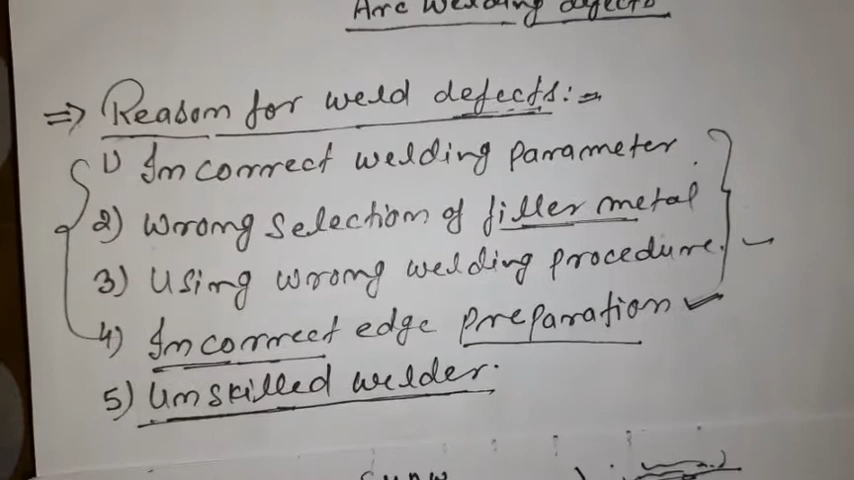 Arc welding defects
⇒ Reason for weld defects:-
1) Incorrect welding parameter.
2) Wrong selection of filler metal
3) Using wrong welding procedure.
4) Incorrect edge preparation
5) Unskilled welder.